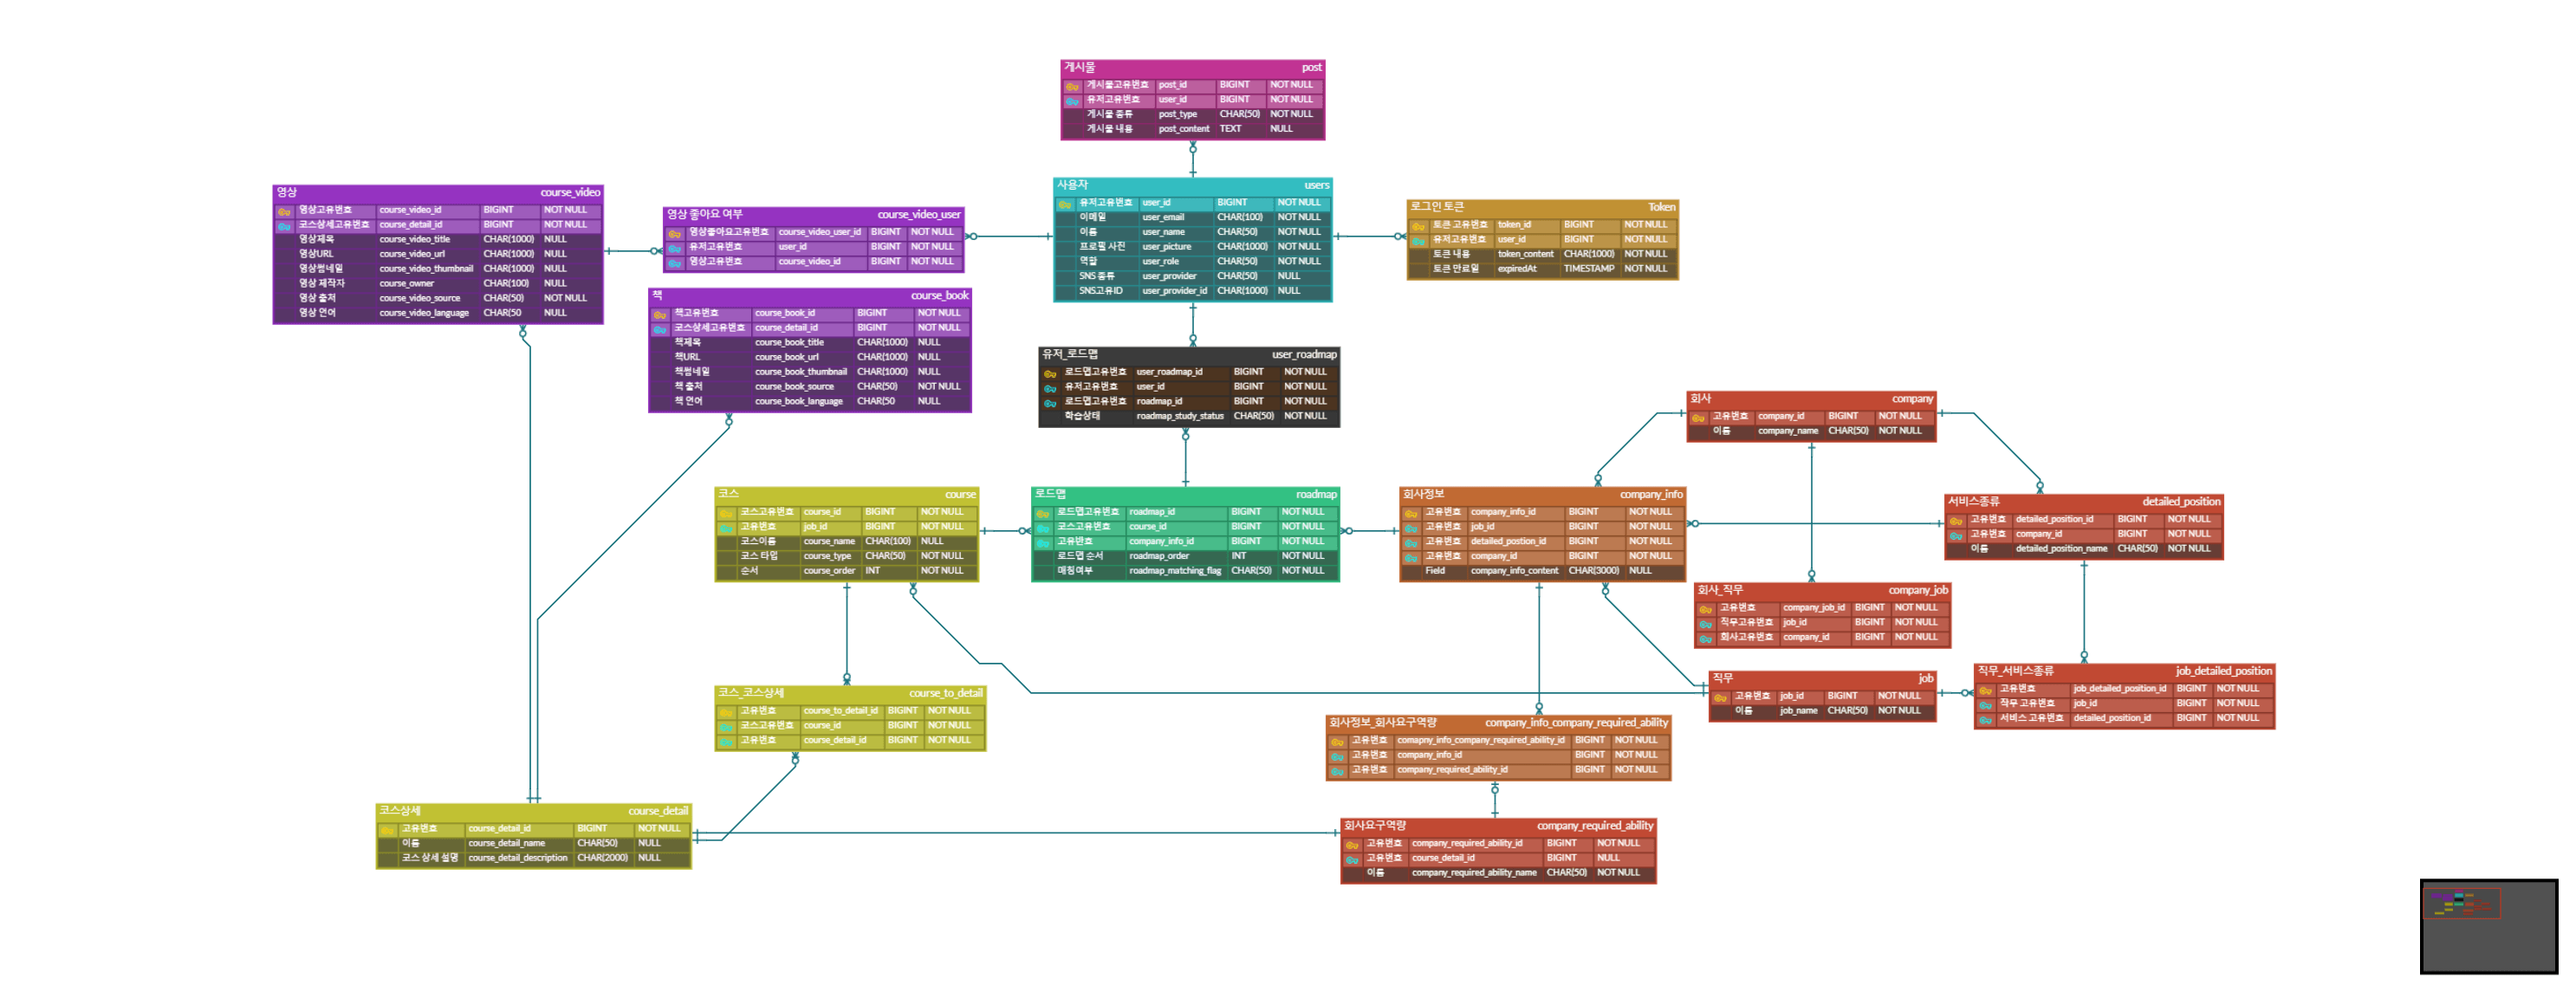 게시물 post
게시물고유번호 post_id BIGINT NOT NULL
유저고유번호 user_id BIGINT NOT NULL
게시물 종류 post_type CHAR(50) NOT NULL
게시물 내용 post_content TEXT NULL
영상 course_video
영상고유번호 course_video_id BIGINT NOT NULL
코스상세고유번호 course_detail_id BIGINT NOT NULL
영상제목 course_video_title CHAR(1000) NULL
영상URL course_video_url CHAR(1000) NULL
영상썸네일 course_video_thumbnail CHAR(1000) NULL
영상 제작자 course_owner CHAR(100) NULL
영상 출처 course_video_source CHAR(50) NOT NULL
영상 언어 course_video_language CHAR(50 NULL
영상 좋아요 여부 course_video_user
영상좋아요고유번호 course_video_user_id BIGINT NOT NULL
유저고유번호 user_id BIGINT NOT NULL
영상고유번호 course_video_id BIGINT NOT NULL
사용자 users
유저고유번호 user_id BIGINT NOT NULL
이메일 user_email CHAR(100) NOT NULL
이름 user_name CHAR(50) NOT NULL
프로필 사진 user_picture CHAR(1000) NOT NULL
역할 user_role CHAR(50) NOT NULL
SNS 종류 user_provider CHAR(50) NULL
SNS고유ID user_provider_id CHAR(1000) NULL
로그인 토큰 Token
토큰 고유번호 token_id BIGINT NOT NULL
유저고유번호 user_id BIGINT NOT NULL
토큰 내용 token_content CHAR(1000) NOT NULL
토큰 만료일 expiredAt TIMESTAMP NOT NULL
책 course_book
책고유번호 course_book_id BIGINT NOT NULL
코스상세고유번호 course_detail_id BIGINT NOT NULL
책제목 course_book_title CHAR(1000) NULL
책URL course_book_url CHAR(1000) NULL
책썸네일 course_book_thumbnail CHAR(1000) NULL
책 출처 course_book_source CHAR(50) NOT NULL
책 언어 course_book_language CHAR(50 NULL
유저_로드맵 user_roadmap
로드맵고유번호 user_roadmap_id BIGINT NOT NULL
유저고유번호 user_id BIGINT NOT NULL
로드맵고유번호 roadmap_id BIGINT NOT NULL
학습상태 roadmap_study_status CHAR(50) NOT NULL
회사 company
고유번호 company_id BIGINT NOT NULL
이름 company_name CHAR(50) NOT NULL
코스 course
코스고유번호 course_id BIGINT NOT NULL
고유번호 job_id BIGINT NOT NULL
코스이름 course_name CHAR(100) NULL
코스 타입 course_type CHAR(50) NOT NULL
순서 course_order INT NOT NULL
로드맵 roadmap
로드맵고유번호 roadmap_id BIGINT NOT NULL
코스고유번호 course_id BIGINT NOT NULL
고유번호 company_info_id BIGINT NOT NULL
로드맵 순서 roadmap_order INT NOT NULL
매칭여부 roadmap_matching_flag CHAR(50) NOT NULL
회사정보 company_info
고유번호 company_info_id BIGINT NOT NULL
고유번호 job_id BIGINT NOT NULL
고유번호 detailed_postion_id BIGINT NOT NULL
고유번호 company_id BIGINT NOT NULL
Field company_info_content CHAR(3000) NULL
서비스종류 detailed_position
고유번호 detailed_position_id BIGINT NOT NULL
고유번호 company_id BIGINT NOT NULL
이름 detailed_position_name CHAR(50) NOT NULL
회사_직무 company_job
고유번호 company_job_id BIGINT NOT NULL
직무고유번호 job_id BIGINT NOT NULL
회사고유번호 company_id BIGINT NOT NULL
직무 job
고유번호 job_id BIGINT NOT NULL
이름 job_name CHAR(50) NOT NULL
직무_서비스종류 job_detailed_position
고유번호 job_detailed_position_id BIGINT NOT NULL
직무 고유번호 job_id BIGINT NOT NULL
서비스 고유번호 detailed_position_id BIGINT NOT NULL
코스_코스상세 course_to_detail
고유번호 course_to_detail_id BIGINT NOT NULL
코스고유번호 course_id BIGINT NOT NULL
고유번호 course_detail_id BIGINT NOT NULL
회사정보_회사요구역량 company_info_company_required_ability
고유번호 comapny_info_company_required_ability_id BIGINT NOT NULL
고유번호 company_info_id BIGINT NOT NULL
고유번호 company_required_ability_id BIGINT NOT NULL
코스상세 course_detail
고유번호 course_detail_id BIGINT NOT NULL
이름 course_detail_name CHAR(50) NULL
코스 상세 설명 course_detail_description CHAR(2000) NULL
회사요구역량 company_required_ability
고유번호 company_required_ability_id BIGINT NOT NULL
고유번호 course_detail_id BIGINT NULL
이름 company_required_ability_name CHAR(50) NOT NULL